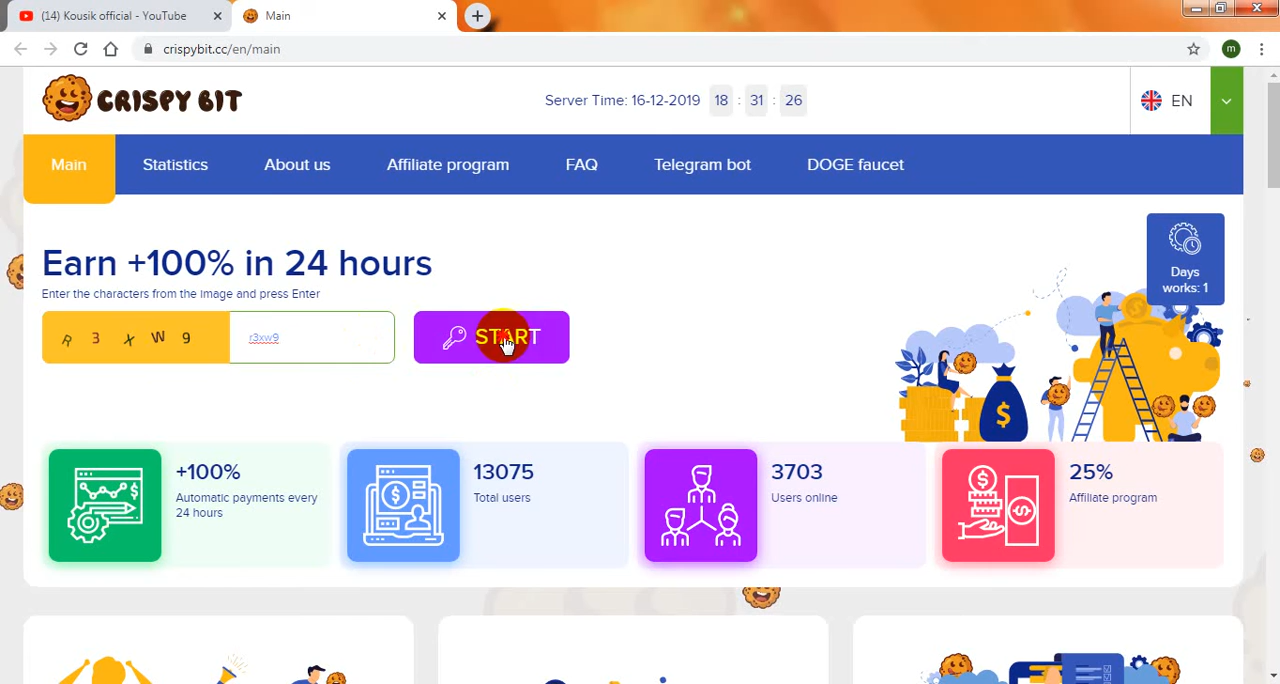 (14) Kousik official - YouTube
Main
crispybit.cc/en/main
m
CRISPY BIT
Server Time: 16-12-2019 18 : 31 : 26
EN
Main Statistics About us Affiliate program FAQ Telegram bot DOGE faucet
Earn +100% in 24 hours
Enter the characters from the image and press Enter
R 3 X W 9
r3xw9
START
Days
works: 1
+100%
Automatic payments every
24 hours
13075
Total users
3703
Users online
25%
Affiliate program